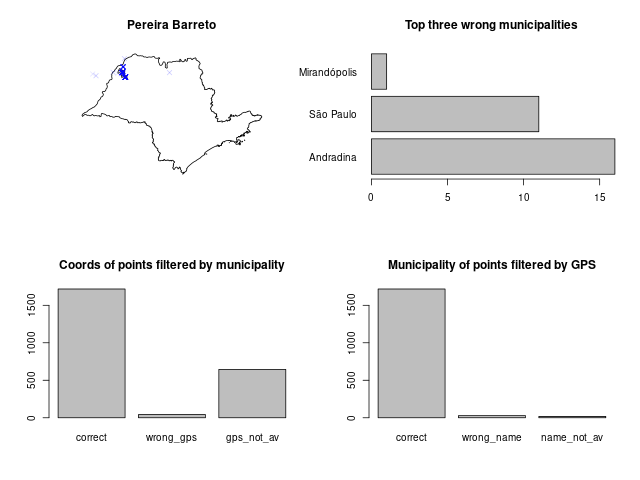 Pereira Barreto
Top three wrong municipalities
Mirandópolis
São Paulo
Andradina
0 5 10 15
Coords of points filtered by municipality
0 500 1000 1500
correct wrong_gps gps_not_av
Municipality of points filtered by GPS
0 500 1000 1500
correct wrong_name name_not_av